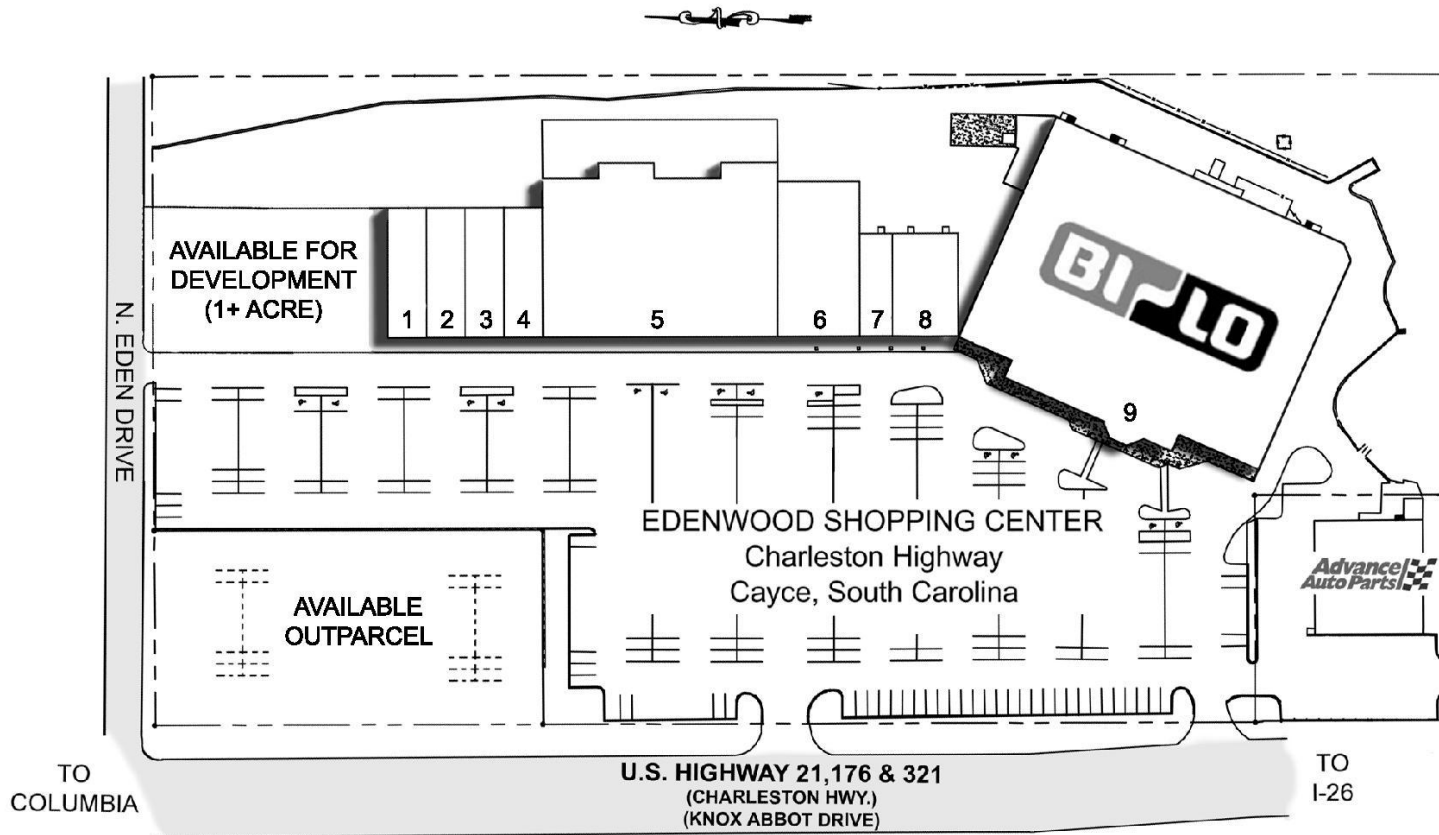 AVAILABLE FOR
DEVELOPMENT
(1+ ACRE)
1
2
3
4
5
6
7
8
BI-LO
9
N. EDEN DRIVE
EDENWOOD SHOPPING CENTER
Charleston Highway
Cayce, South Carolina
Advance
Auto Parts
AVAILABLE
OUTPARCEL
TO
COLUMBIA
U.S. HIGHWAY 21,176 & 321
(CHARLESTON HWY.)
(KNOX ABBOT DRIVE)
TO
I-26